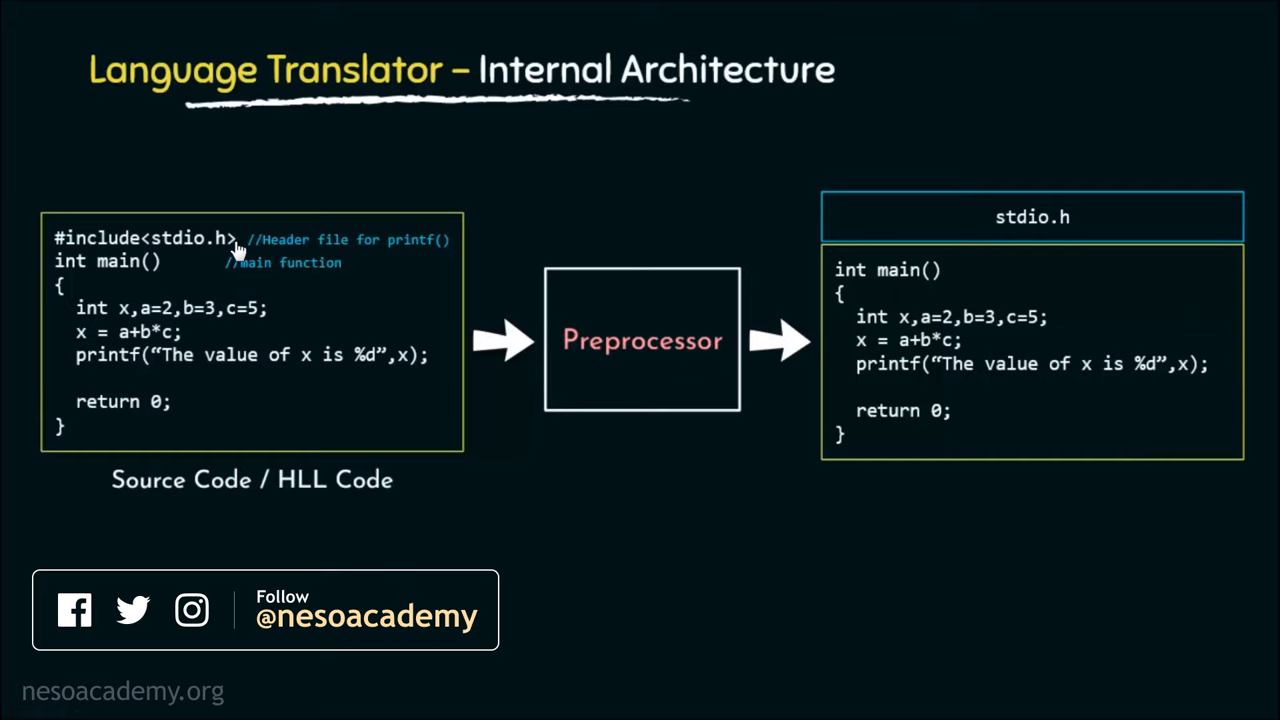 Language Translator – Internal Architecture
#include<stdio.h> //Header file for printf()
int main() //main function
{
int x,a=2,b=3,c=5;
x = a+b*c;
printf(“The value of x is %d”,x);
return 0;
}
Source Code / HLL Code
Preprocessor
stdio.h
int main()
{
int x,a=2,b=3,c=5;
x = a+b*c;
printf(“The value of x is %d”,x);
return 0;
}
Follow
@nesoacademy
nesoacademy.org